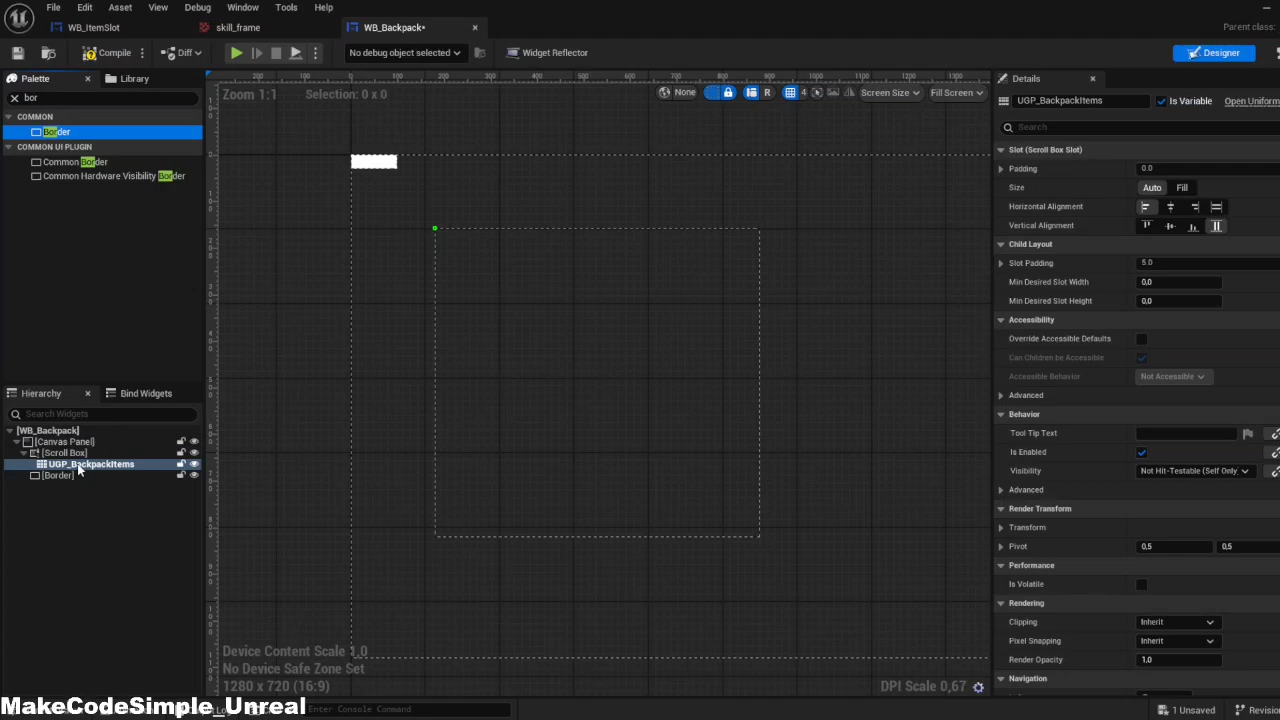 File Edit Asset View Debug Window Tools Help
WB_ItemSlot skill_frame WB_Backpack* Parent class:
Compile Diff No debug object selected Widget Reflector Designer
Palette Library
bor
COMMON
Border
COMMON UI PLUGIN
Common Border
Common Hardware Visibility Border
Hierarchy Bind Widgets
Search Widgets
[WB_Backpack]
[Canvas Panel]
[Scroll Box]
UGP_BackpackItems
[Border]
Zoom 1:1 Selection: 0 x 0
None R 4 Screen Size Fill Screen
Device Content Scale 1.0
No Device Safe Zone Set
1280 x 720 (16:9)
DPI Scale 0,67
Details
UGP_BackpackItems Is Variable Open Uniform
Search
Slot (Scroll Box Slot)
Padding 0.0
Size Auto Fill
Horizontal Alignment
Vertical Alignment
Child Layout
Slot Padding 5.0
Min Desired Slot Width 0,0
Min Desired Slot Height 0,0
Accessibility
Override Accessible Defaults
Can Children be Accessible
Accessible Behavior Not Accessible
Advanced
Behavior
Tool Tip Text
Is Enabled
Visibility Not Hit-Testable (Self Only
Advanced
Render Transform
Transform
Pivot 0,5 0,5
Performance
Is Volatile
Rendering
Clipping Inherit
Pixel Snapping Inherit
Render Opacity 1.0
Navigation
MakeCodeSimple_Unreal
Enter Console Command
1 Unsaved Revisio